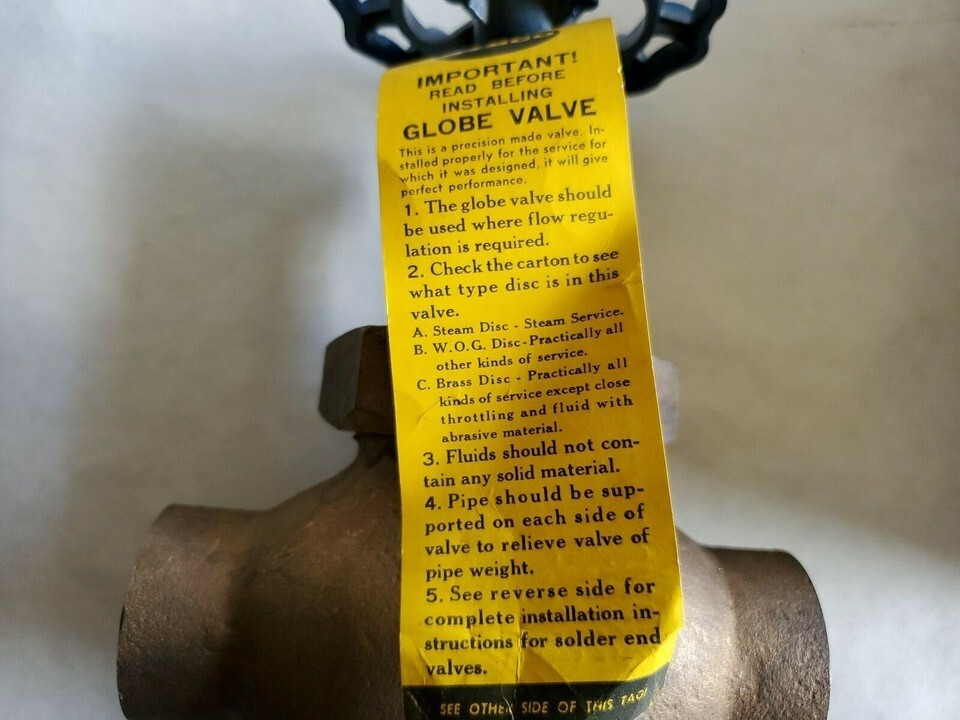 IMPORTANT!
READ BEFORE
INSTALLING
GLOBE VALVE
This is a precision made valve. In-
stalled properly for the service for
which it was designed, it will give
perfect performance.
1. The globe valve should
be used where flow regu-
lation is required.
2. Check the carton to see
what type disc is in this
valve.
A. Steam Disc - Steam Service.
B. W.O.G. Disc-Practically all
other kinds of service.
C. Brass Disc - Practically all
kinds of service except close
throttling and fluid with
abrasive material.
3. Fluids should not con-
tain any solid material.
4. Pipe should be sup-
ported on each side of
valve to relieve valve of
pipe weight.
5. See reverse side for
complete installation in-
structions for solder end
valves.
SEE OTHER SIDE OF THIS TAG!